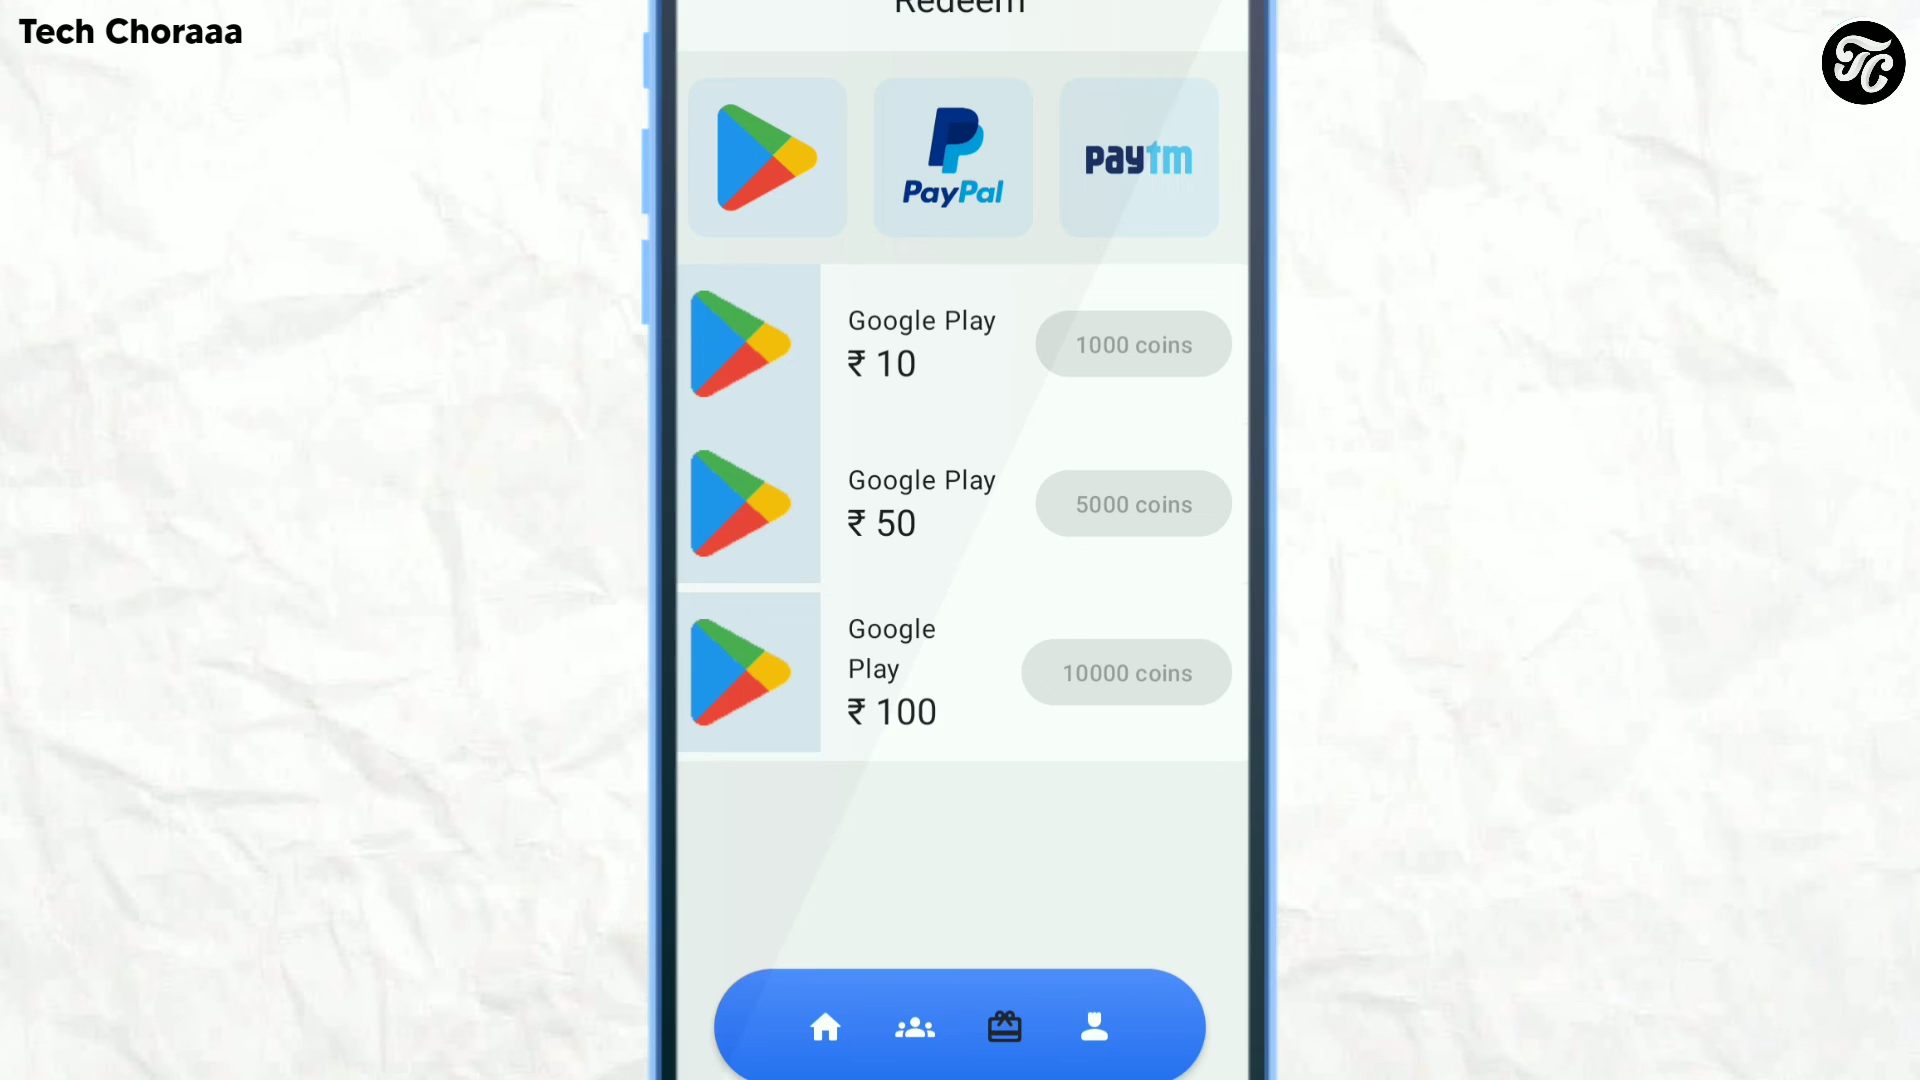 Tech Choraaa
TC
Redeem
PayPal
paytm
Google Play
₹ 10
1000 coins
Google Play
₹ 50
5000 coins
Google
Play
₹ 100
10000 coins